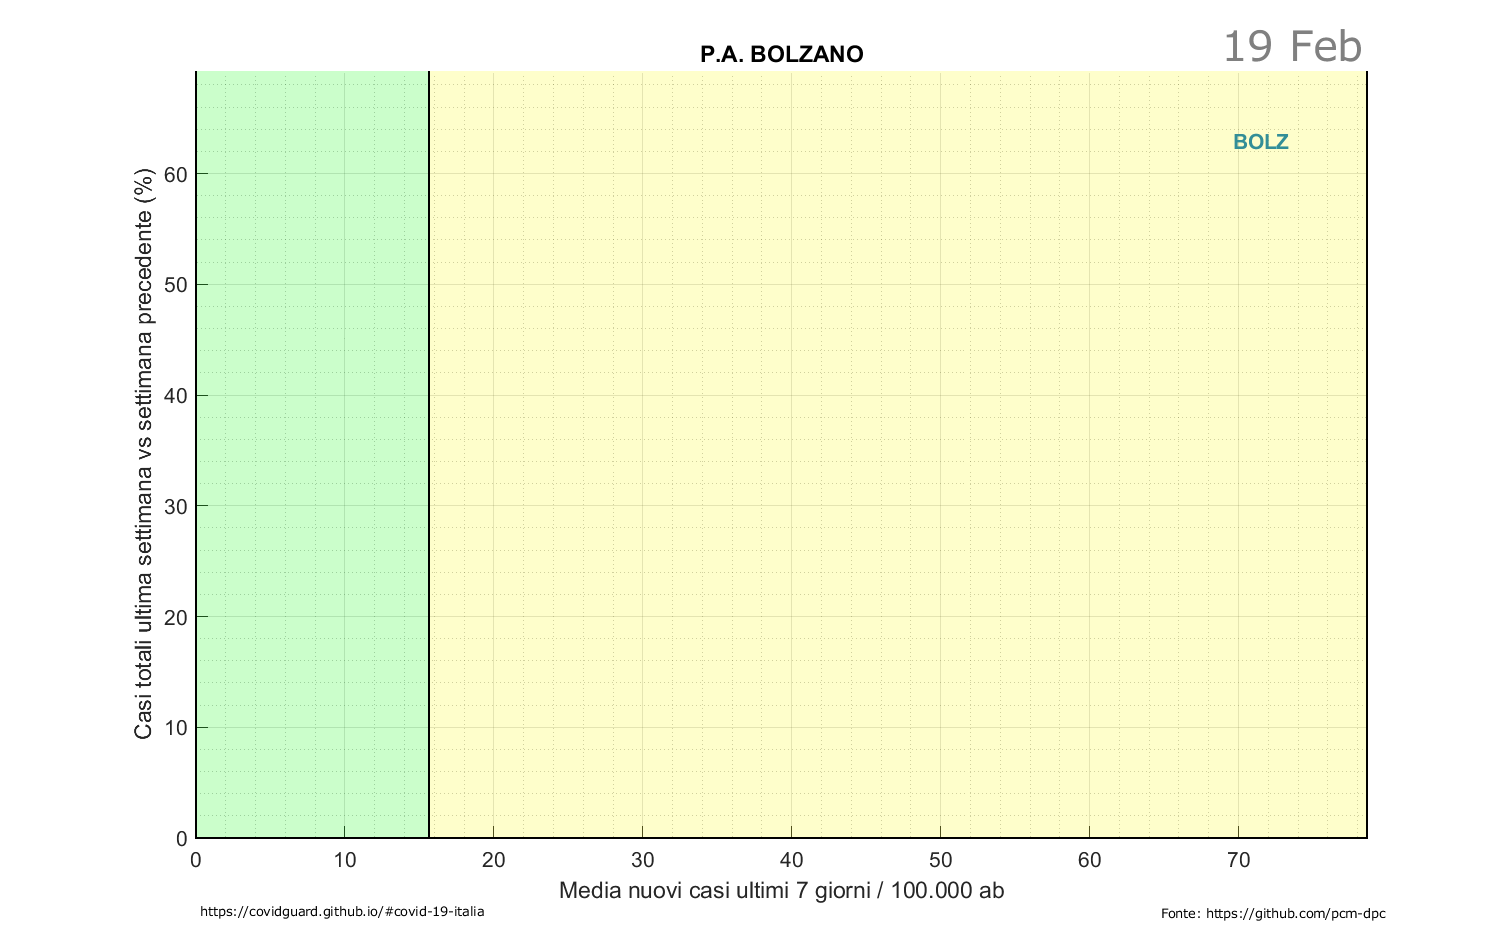 19 Feb
P.A. BOLZANO
BOLZ
Casi totali ultima settimana vs settimana precedente (%)
60
50
40
30
20
10
0
0 10 20 30 40 50 60 70
Media nuovi casi ultimi 7 giorni / 100.000 ab
https://covidguard.github.io/#covid-19-italia
Fonte: https://github.com/pcm-dpc